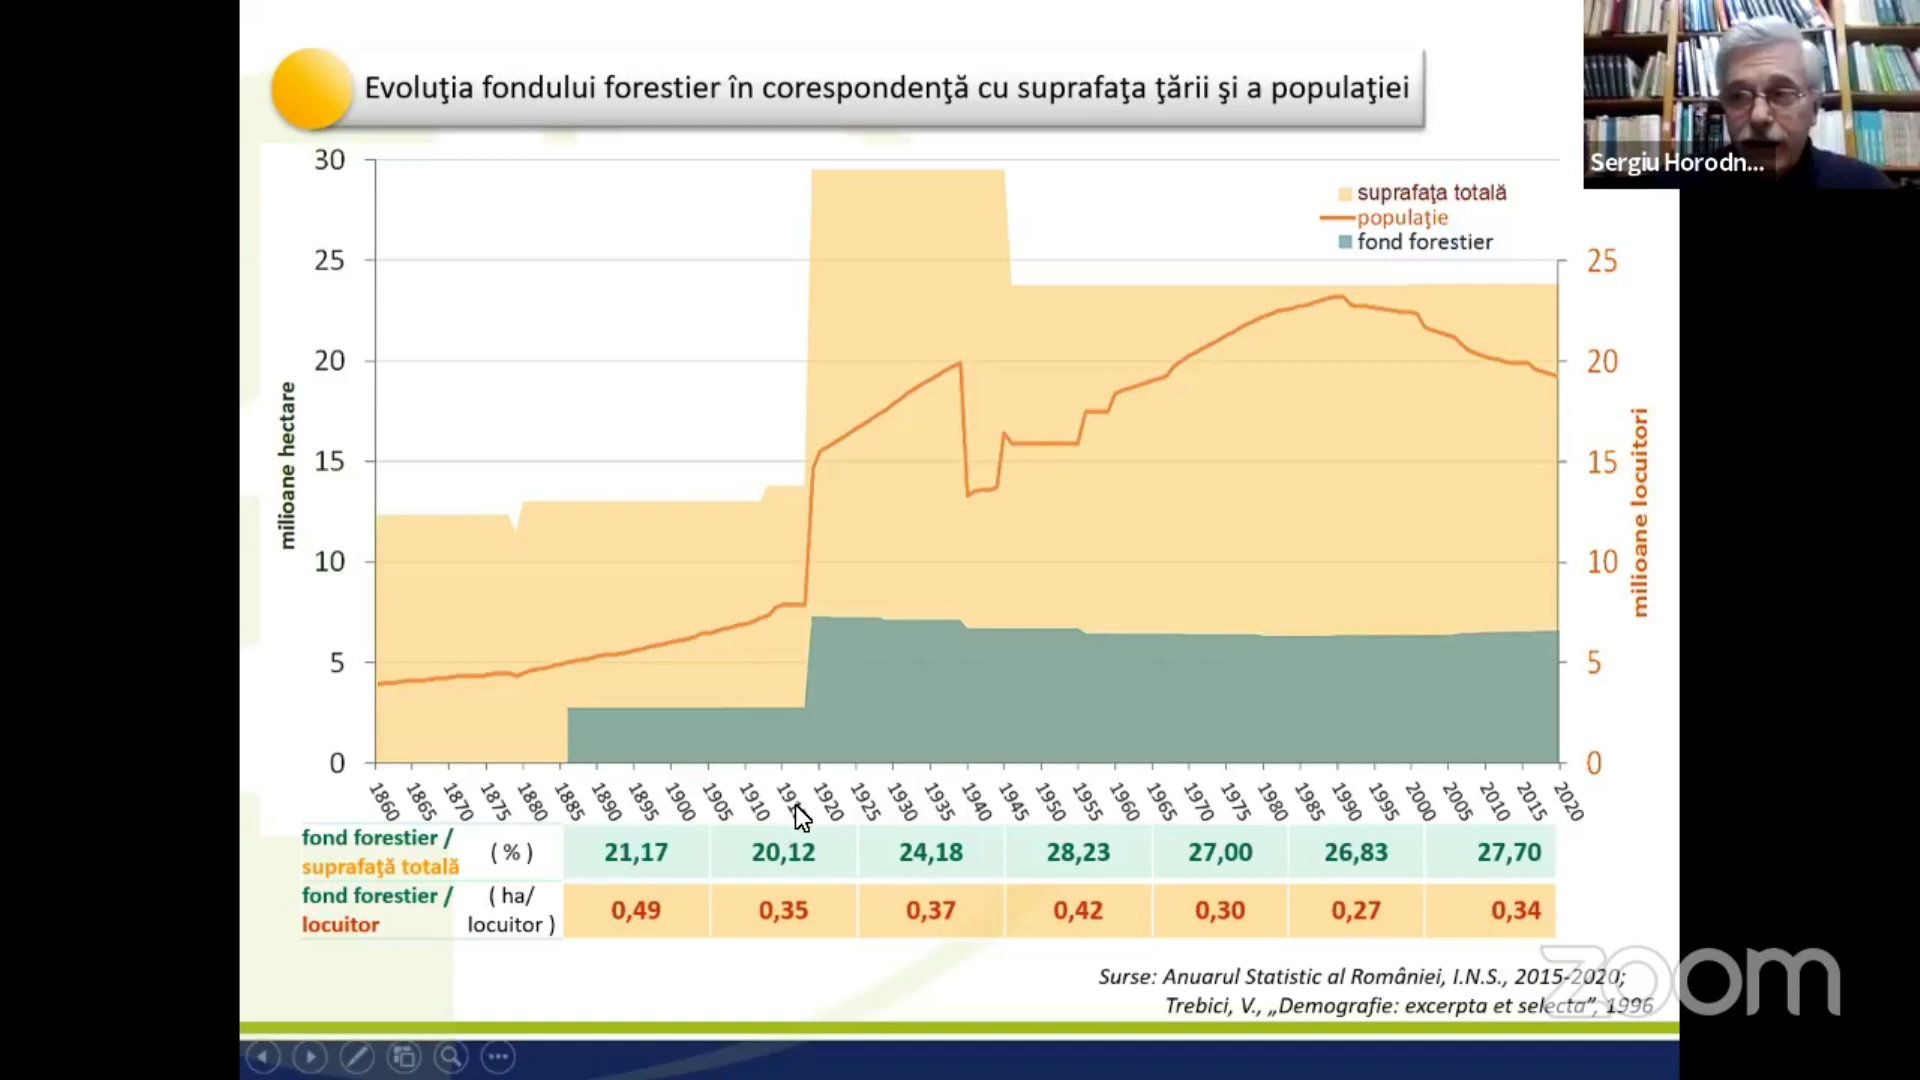 Evoluţia fondului forestier în corespondenţă cu suprafaţa ţării şi a populaţiei
Sergiu Horodn...
suprafaţa totală
populaţie
fond forestier
30
25
20
15
10
5
0
milioane hectare
25
20
15
10
5
0
milioane locuitori
1860 1865 1870 1875 1880 1885 1890 1895 1900 1905 1910 1920 1925 1930 1935 1940 1945 1950 1955 1960 1965 1970 1975 1980 1985 1990 1995 2000 2005 2010 2015 2020
fond forestier /
suprafaţă totală
( % )
21,17 20,12 24,18 28,23 27,00 26,83 27,70
fond forestier /
locuitor
( ha/
locuitor )
0,49 0,35 0,37 0,42 0,30 0,27 0,34
Surse: Anuarul Statistic al României, I.N.S., 2015-2020;
Trebici, V., „Demografie: excerpta et selecta”, 1996
zoom